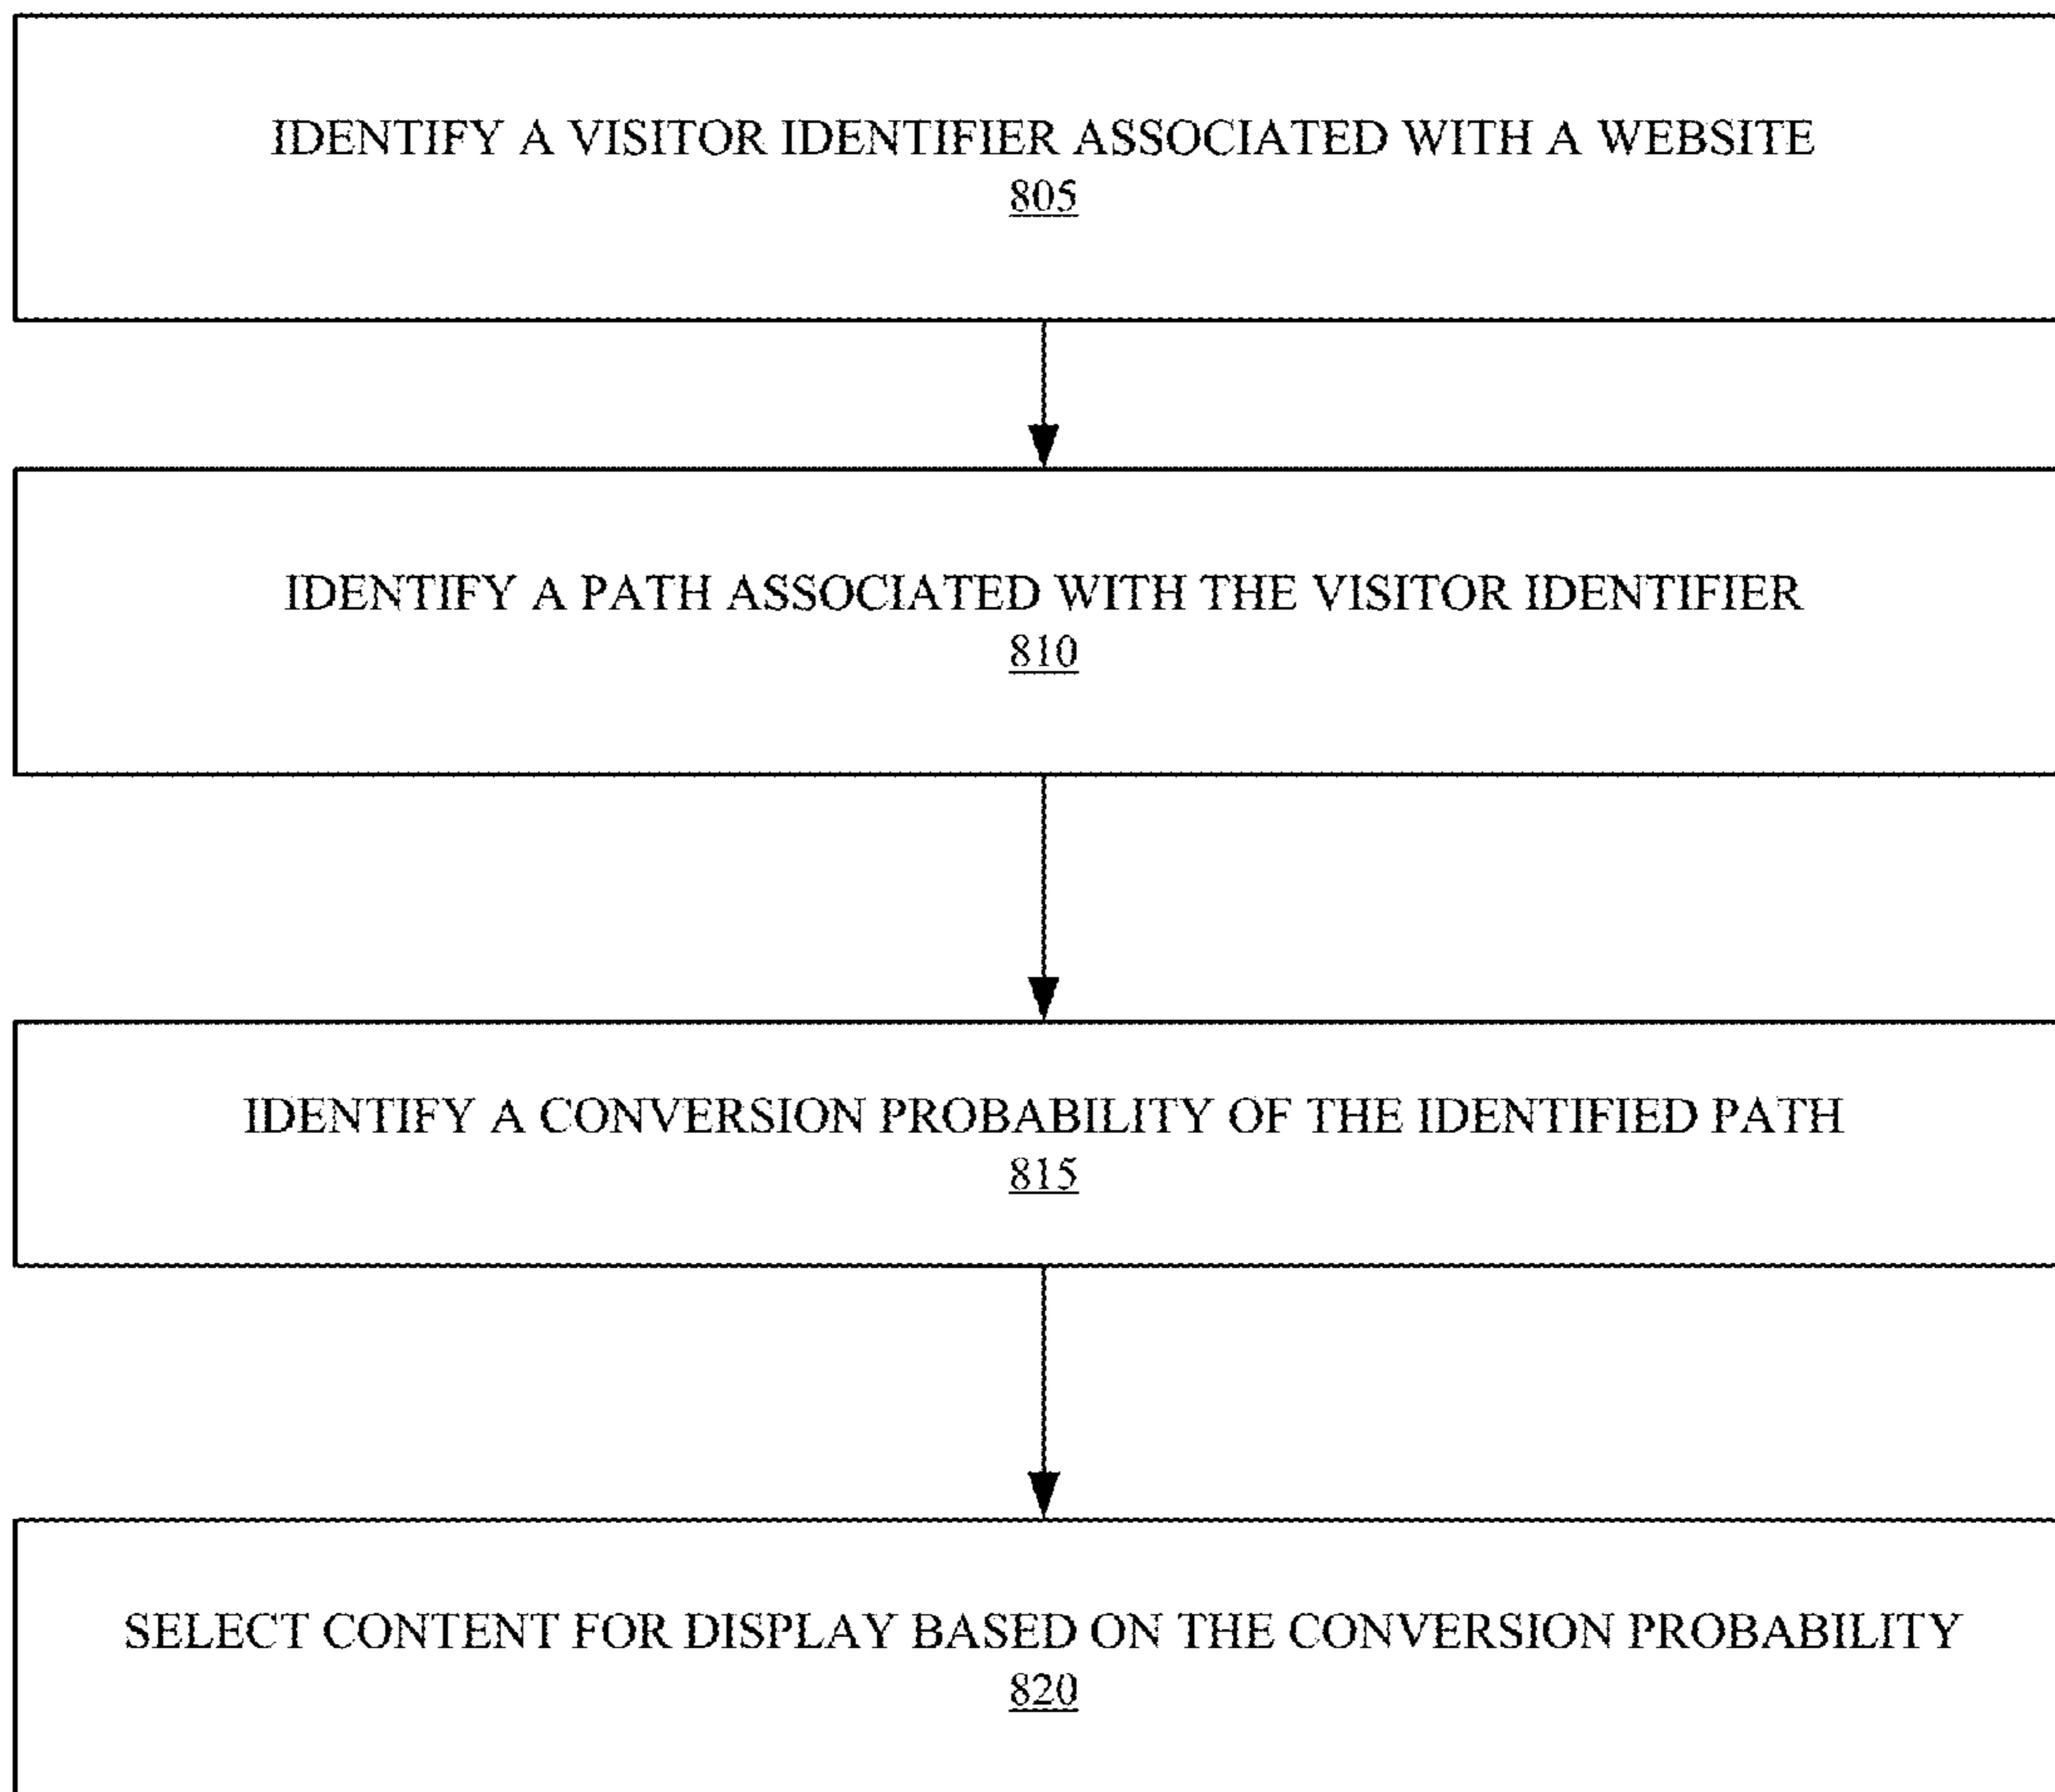 IDENTIFY A VISITOR IDENTIFIER ASSOCIATED WITH A WEBSITE
805
IDENTIFY A PATH ASSOCIATED WITH THE VISITOR IDENTIFIER
810
IDENTIFY A CONVERSION PROBABILITY OF THE IDENTIFIED PATH
815
SELECT CONTENT FOR DISPLAY BASED ON THE CONVERSION PROBABILITY
820